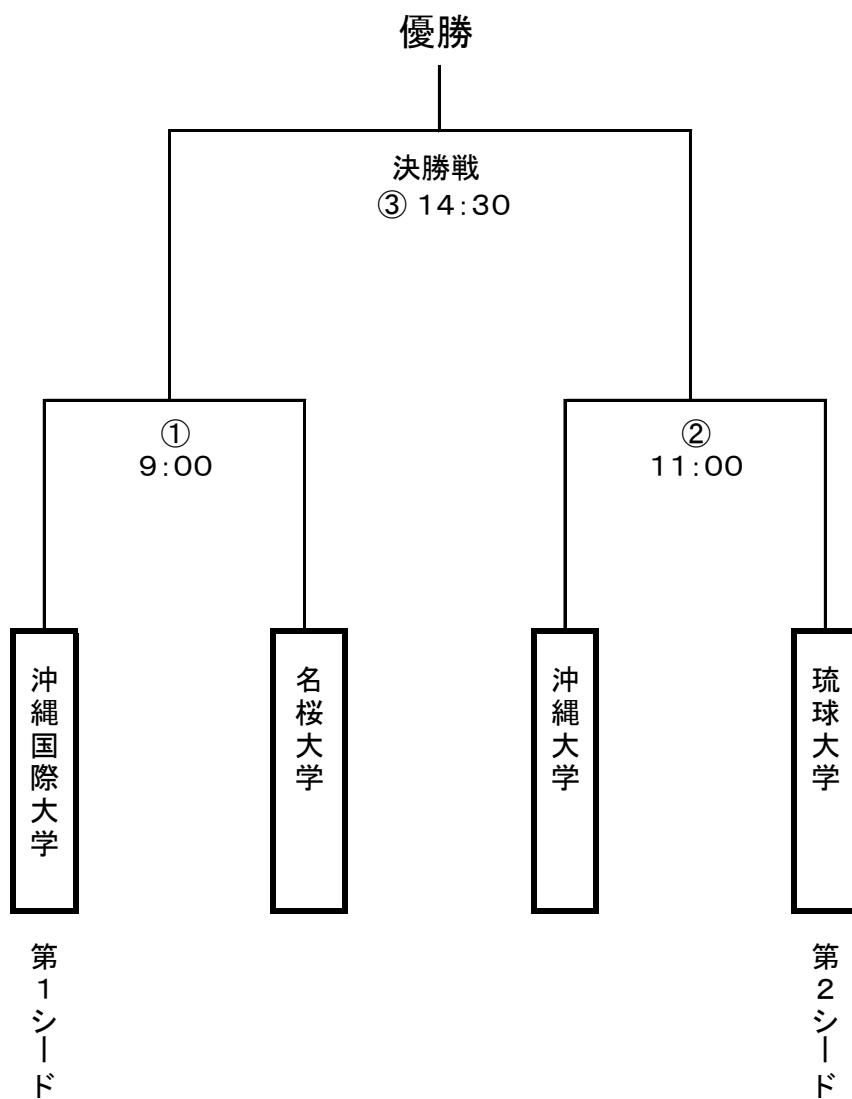 優勝
決勝戦
③ 14:30
①
9:00
②
11:00
沖縄国際大学
名桜大学
沖縄大学
琉球大学
第1シード
第2シード